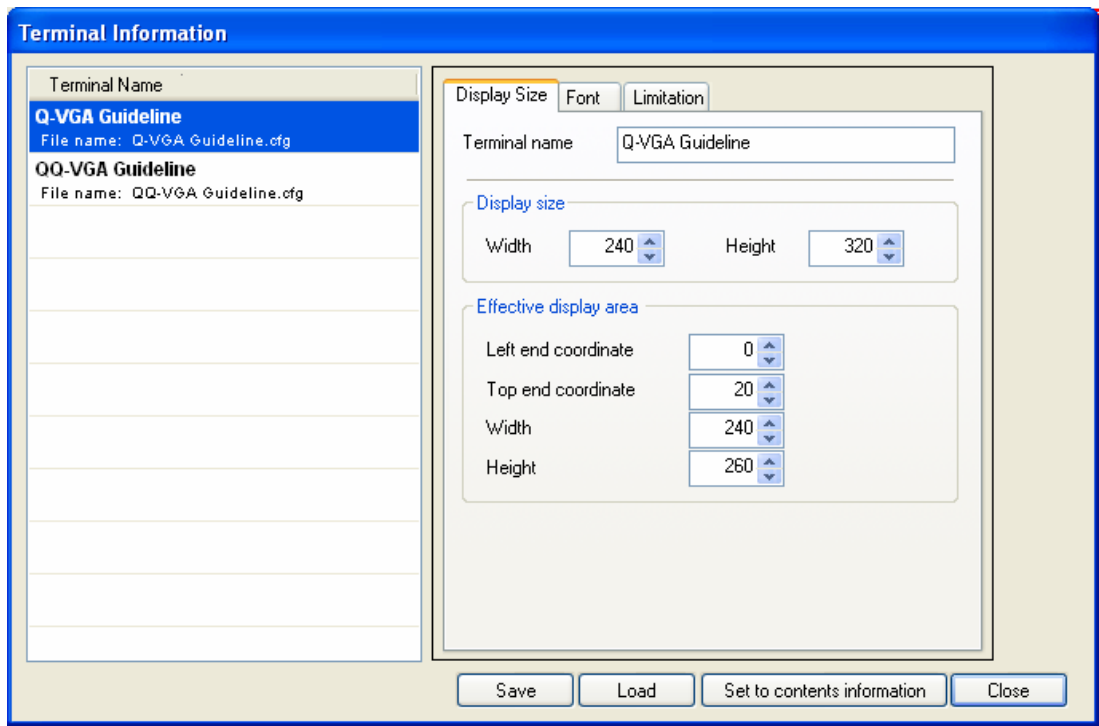 Terminal Information
Terminal Name
Q-VGA Guideline
File name: Q-VGA Guideline.cfg
QQ-VGA Guideline
File name: QQ-VGA Guideline.cfg
Display Size Font Limitation
Terminal name Q-VGA Guideline
Display size
Width 240 Height 320
Effective display area
Left end coordinate 0
Top end coordinate 20
Width 240
Height 260
Save Load Set to contents information Close